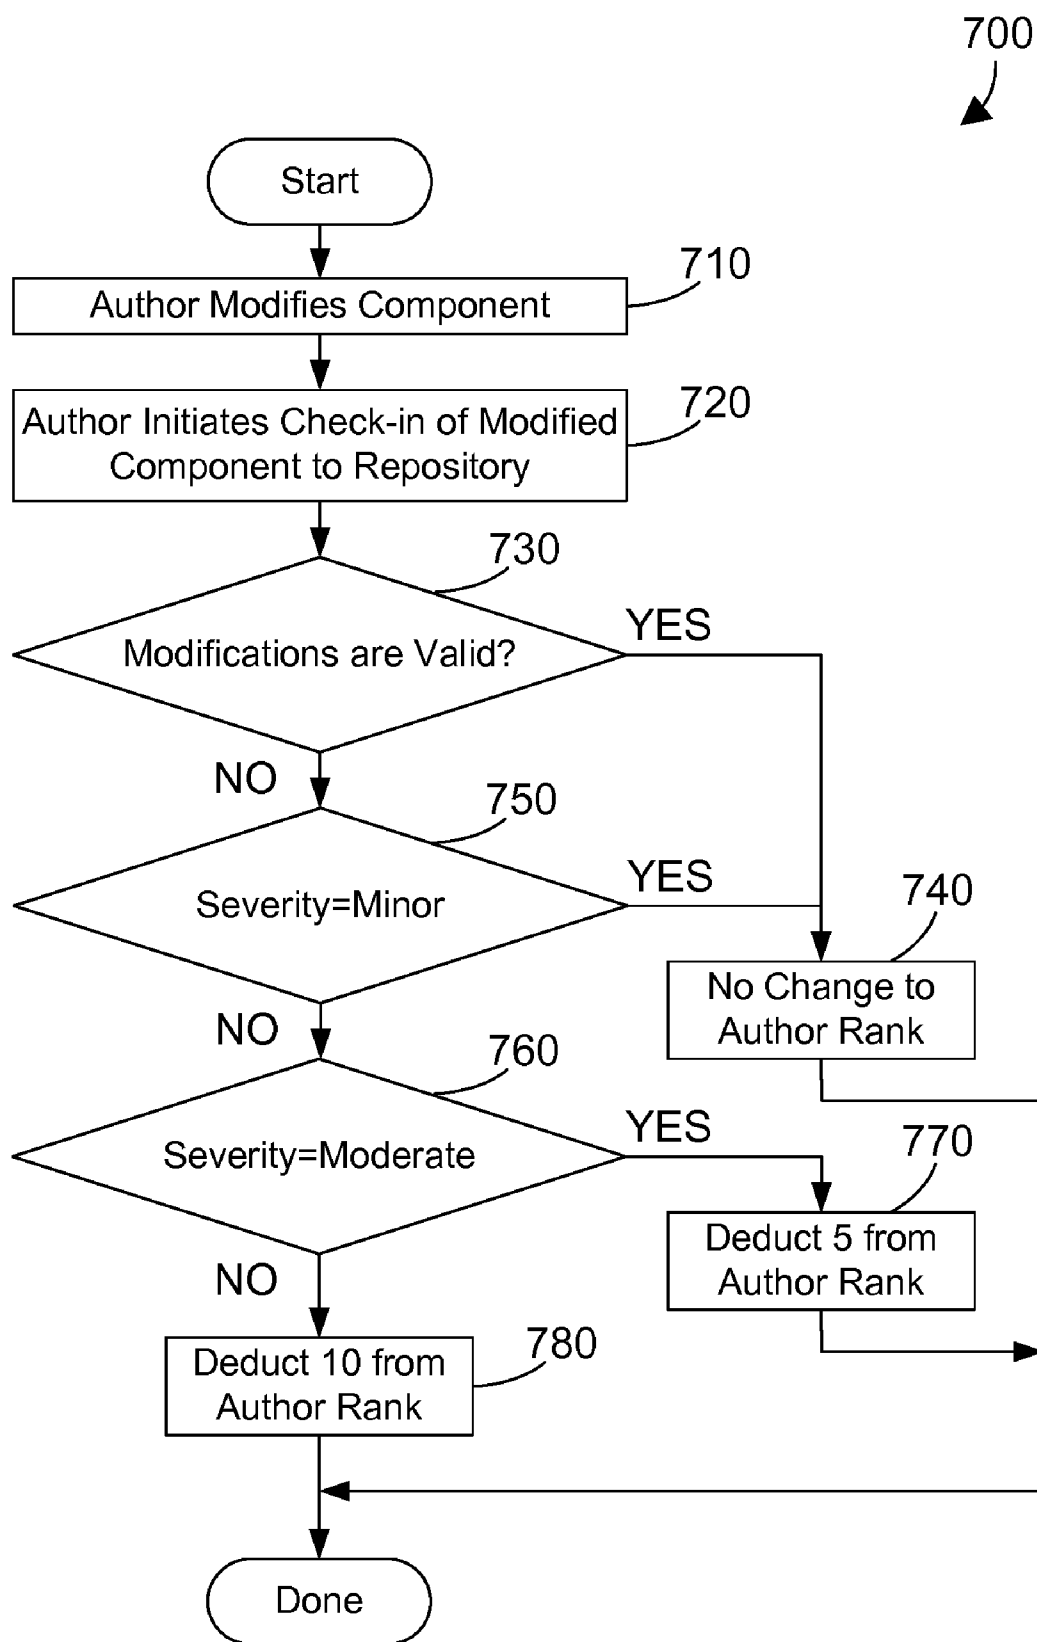 700
Start
710
Author Modifies Component
720
Author Initiates Check-in of Modified
Component to Repository
730
Modifications are Valid?
YES
NO
750
Severity=Minor
YES
740
No Change to
Author Rank
NO
760
Severity=Moderate
YES
770
Deduct 5 from
Author Rank
NO
780
Deduct 10 from
Author Rank
Done